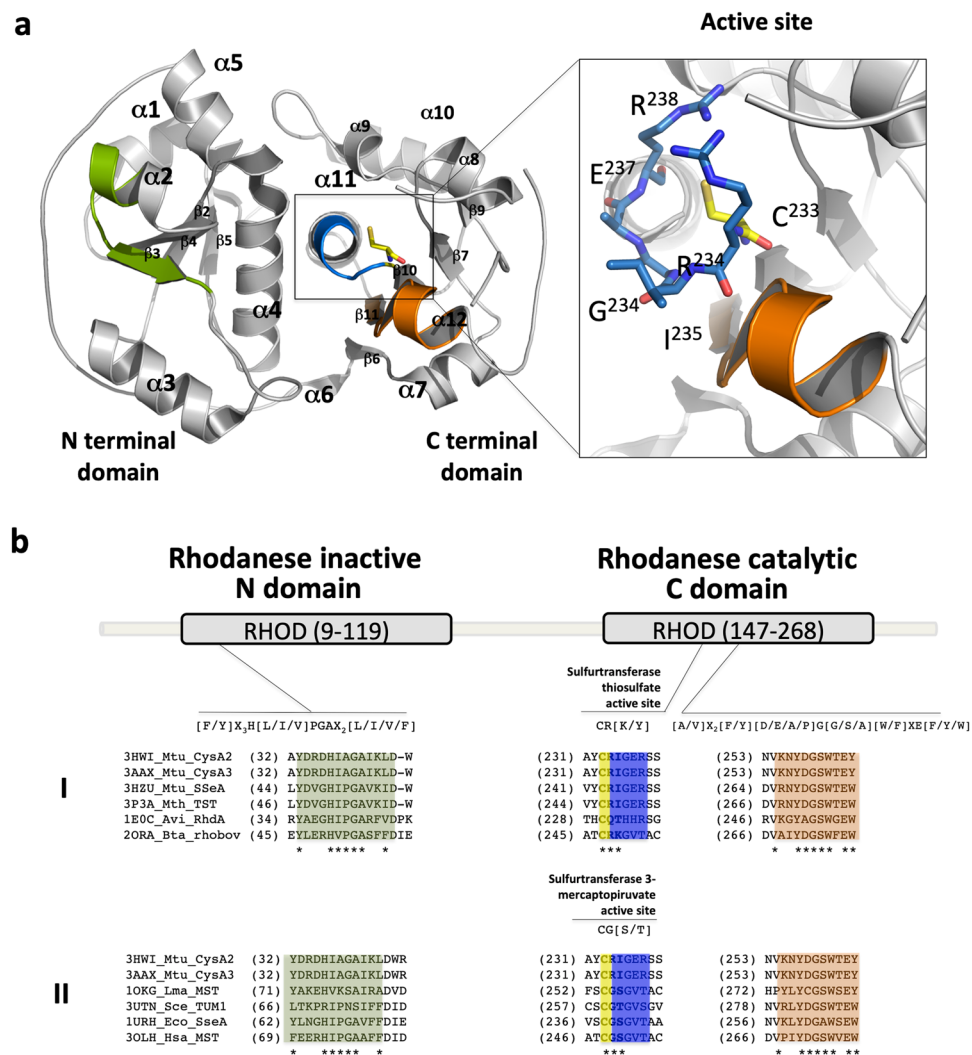 a
Active site
α5
α1
α2
β2
β4
β3
β5
α4
α3
α9
α10
α8
α11
β9
β7
β10
β11
α12
β6
α6
α7
N terminal
domain
C terminal
domain
R238
E237
C233
R234
G234
I235
b
Rhodanese inactive
N domain
Rhodanese catalytic
C domain
RHOD (9-119)
RHOD (147-268)
Sulfurtransferase
thiosulfate
active site
[F/Y]X3H[L/I/V]PGAX2[L/I/V/F]
CR[K/Y]
[A/V]X2[F/Y][D/E/A/P]G[G/S/A][W/F]XE[F/Y/W]
I
3HWI_Mtu_CysA2 (32) AYDRDHIAGAIKLD-W (231) AYCRIGERSS (253) NVKNYDGSWTEY
3AAX_Mtu_CysA3 (32) AYDRDHIAGAIKLD-W (231) AYCRIGERSS (253) NVKNYDGSWTEY
3HZU_Mtu_SSeA (44) LYDVGHIPGAVKID-W (241) VYCRIGERSS (264) DVRNYDGSWTEW
3P3A_Mth_TST (46) LYDVGHIPGAVKID-W (244) VYCRIGERSS (266) DVRNYDGSWTEW
1E0C_Avi_RhdA (34) RYAEGHIPGARFVDPK (228) THCQTHHRSG (246) RVKGYAGSWGEW
2ORA_Bta_rhobov (45) EYLERHVPGASFFDIE (245) ATCRKGVTAC (266) DVAIYDGSWFEW
* ***** * *** * ***** **
Sulfurtransferase 3-
mercaptopiruvate
active site
CG[S/T]
II
3HWI_Mtu_CysA2 (32) YDRDHIAGAIKLDWR (231) AYCRIGERSS (253) NVKNYDGSWTEY
3AAX_Mtu_CysA3 (32) YDRDHIAGAIKLDWR (231) AYCRIGERSS (253) NVKNYDGSWTEY
1OKG_Lma_MST (71) YAKEHVKSAIRADVD (252) FSCGSGVTAC (272) HPYLYCGSWSEY
3UTN_Sce_TUM1 (66) LTKPRIPNSIFFDID (257) CSCGTGVSGV (278) NVRLYDGSWTEW
1URH_Eco_SseA (62) YLNGHIPGAVFFDIE (236) VSCGSGVTAA (256) NVKLYDGAWSEW
3OLH_Hsa_MST (69) FEERHIPGAAFFDID (246) ATCGSGVTAC (266) DVPIYDGSWVEW
* ***** * *** * ***** **